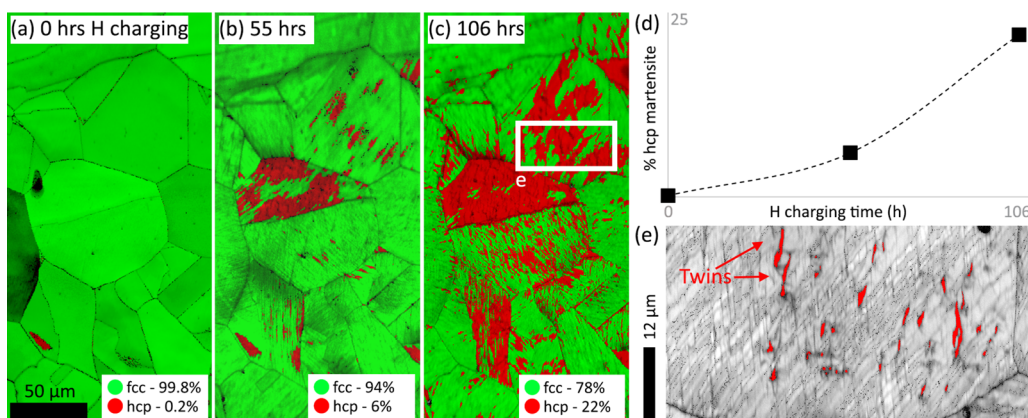 (a) 0 hrs H charging
50 µm
fcc - 99.8%
hcp - 0.2%
(b) 55 hrs
fcc - 94%
hcp - 6%
(c) 106 hrs
e
fcc - 78%
hcp - 22%
(d)
25
% hcp martensite
0
H charging time (h)
106
(e)
Twins
12 µm